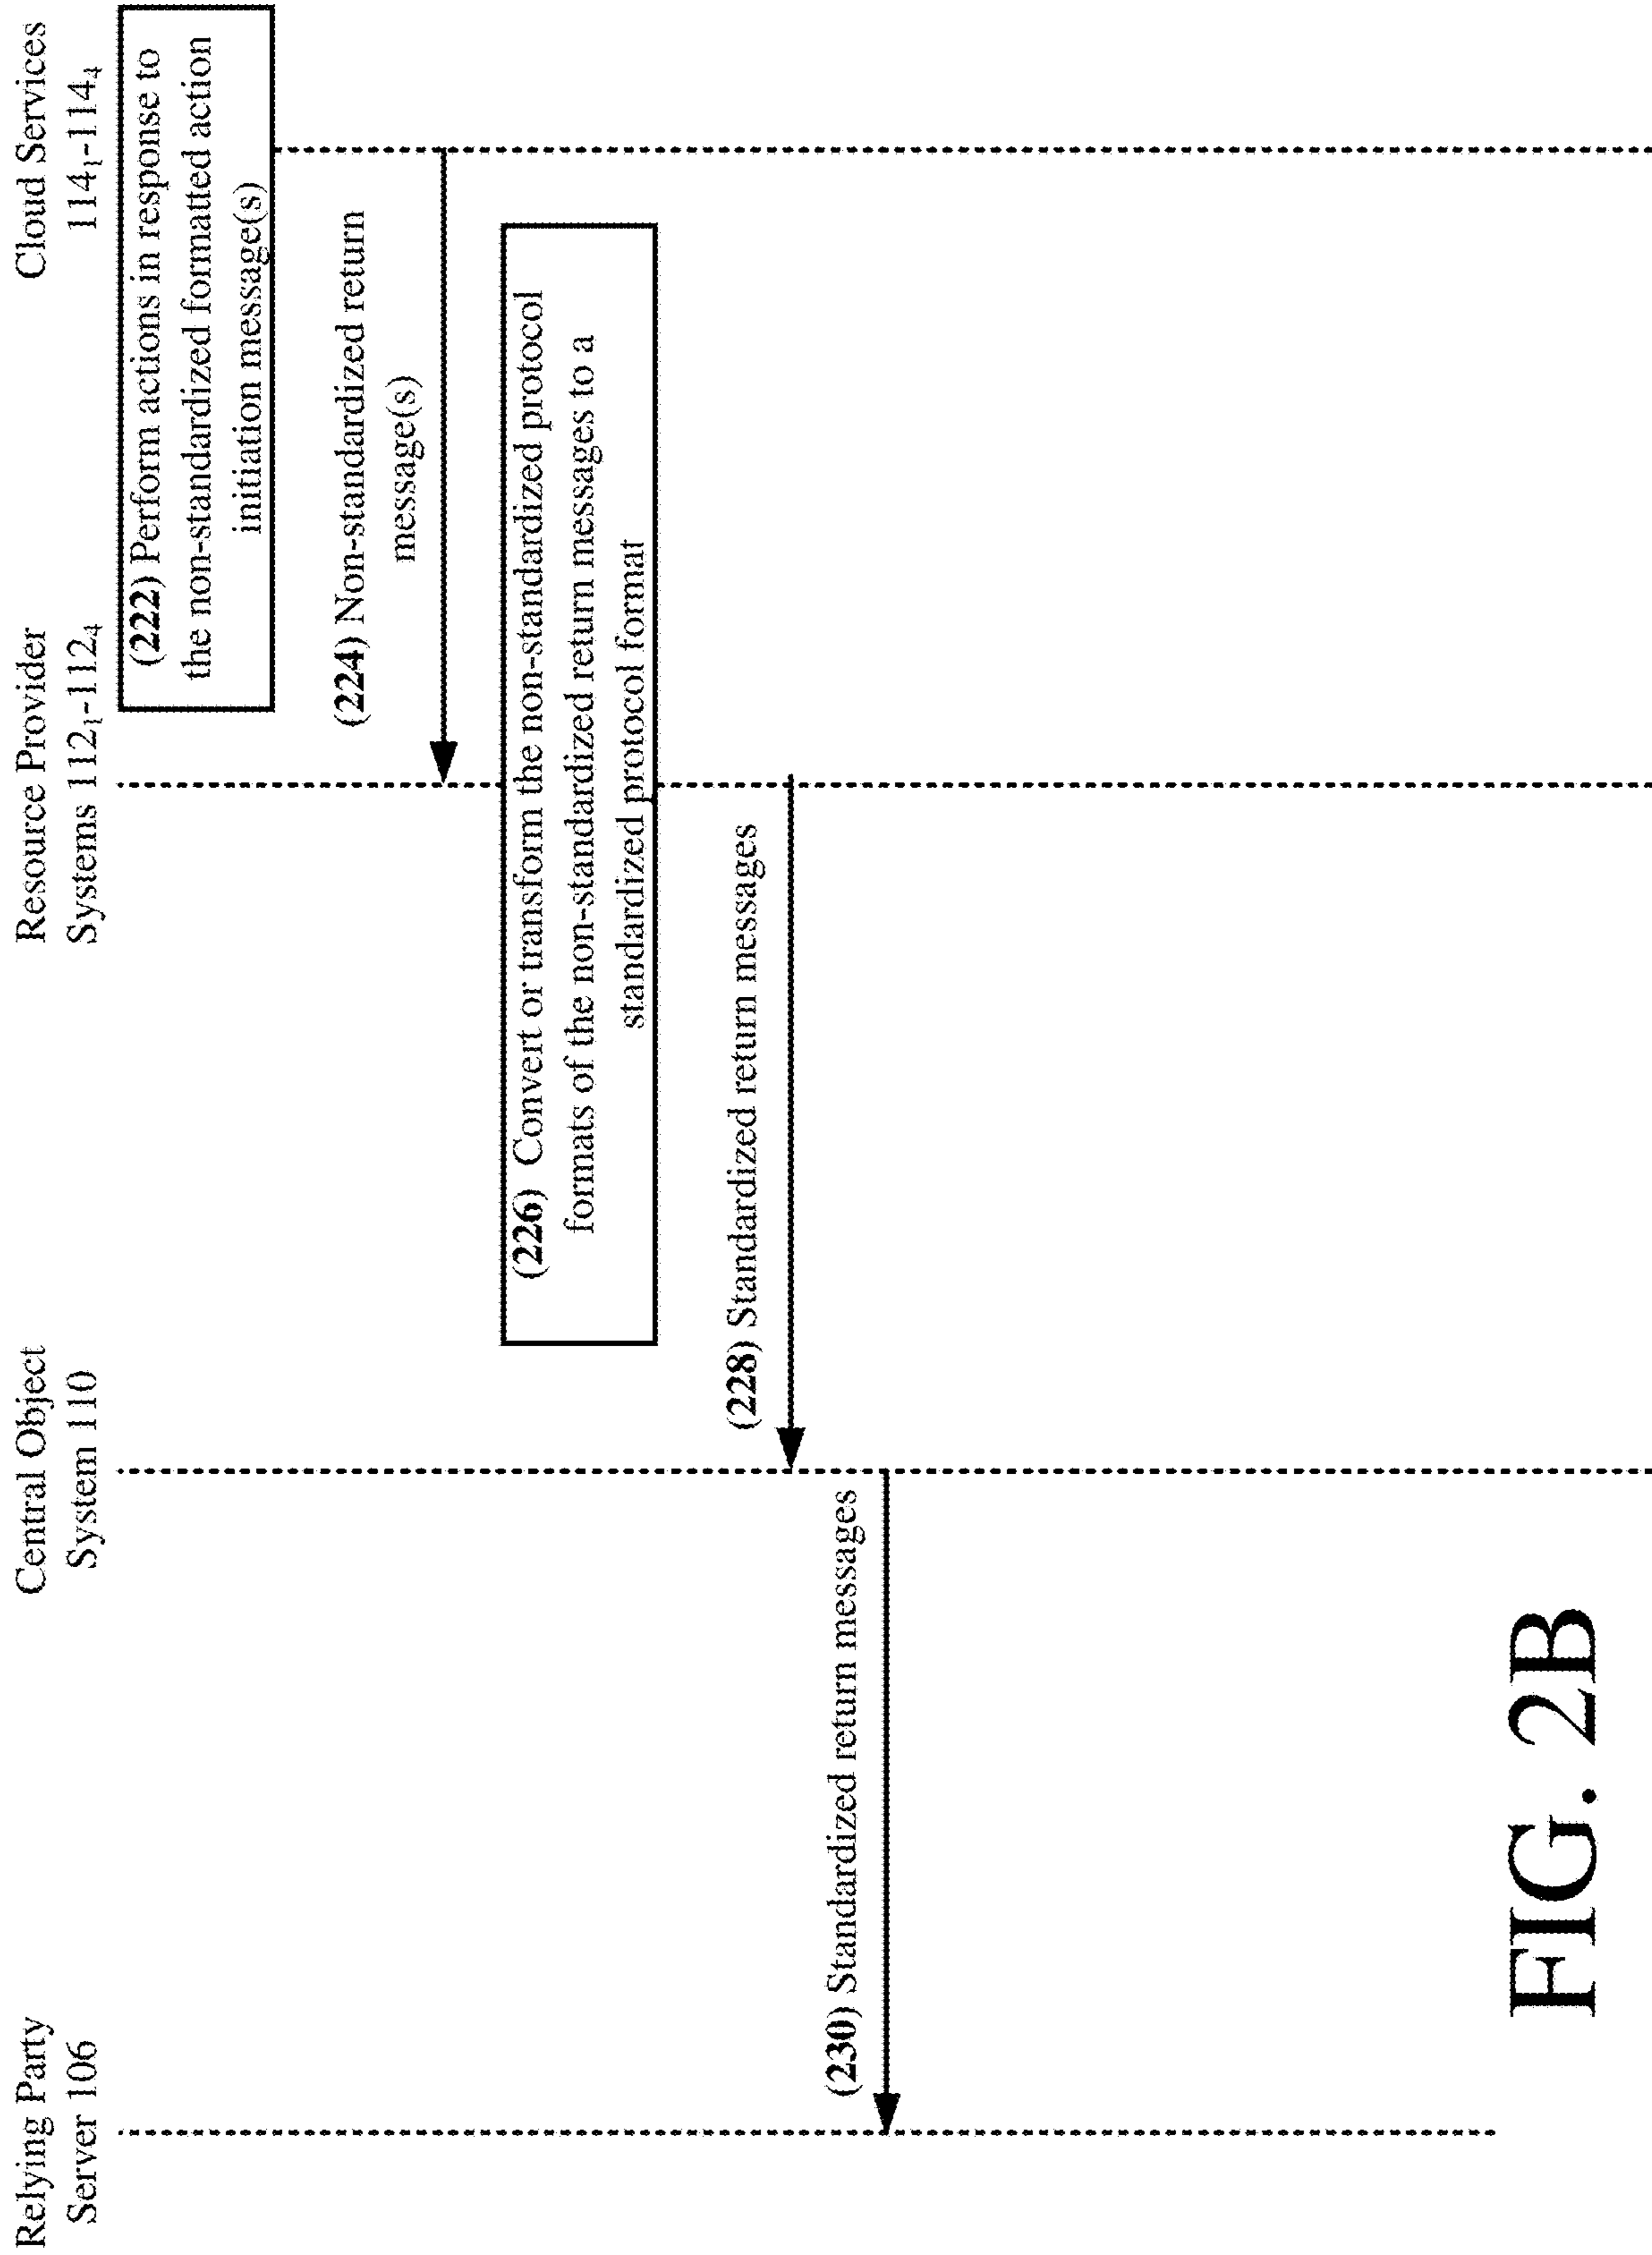 Relying Party
Server 106
Central Object
System 110
Resource Provider
Systems 112₁-112₄
Cloud Services
114₁-114₄
(222) Perform actions in response to
the non-standardized formatted action
initiation message(s)
(224) Non-standardized return
message(s)
(226) Convert or transform the non-standardized protocol
formats of the non-standardized return messages to a
standardized protocol format
(228) Standardized return messages
(230) Standardized return messages
FIG. 2B